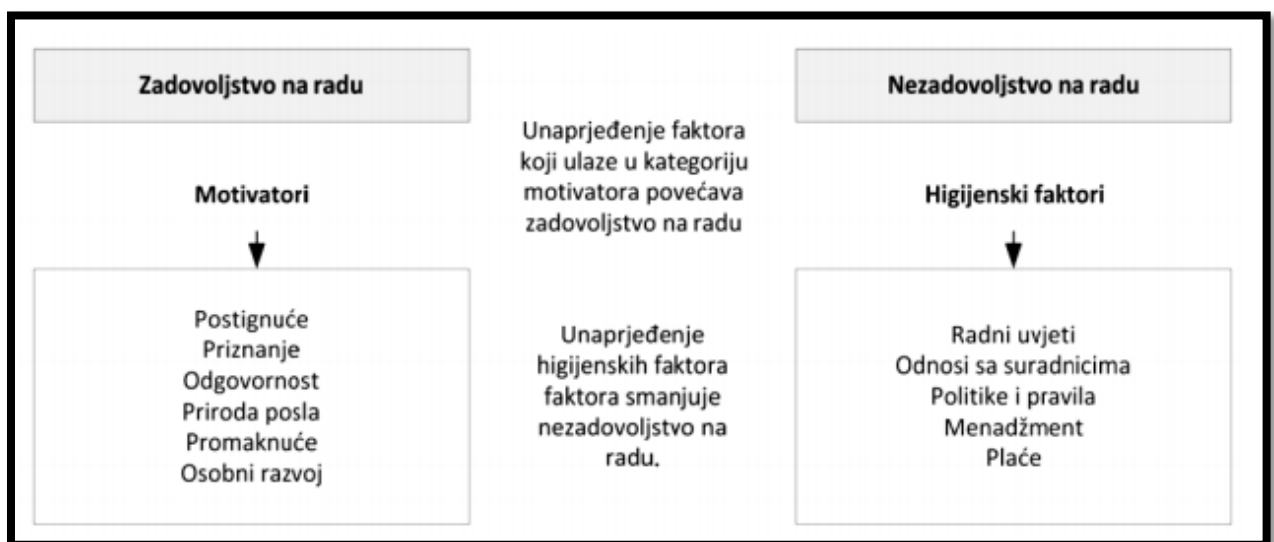 Zadovoljstvo na radu
Motivatori
Postignuće
Priznanje
Odgovornost
Priroda posla
Promaknuće
Osobni razvoj
Unaprjeđenje faktora
koji ulaze u kategoriju
motivatora povećava
zadovoljstvo na radu
Unaprjeđenje
higijenskih faktora
faktora smanjuje
nezadovoljstvo na
radu.
Nezadovoljstvo na radu
Higijenski faktori
Radni uvjeti
Odnosi sa suradnicima
Politike i pravila
Menadžment
Plaće